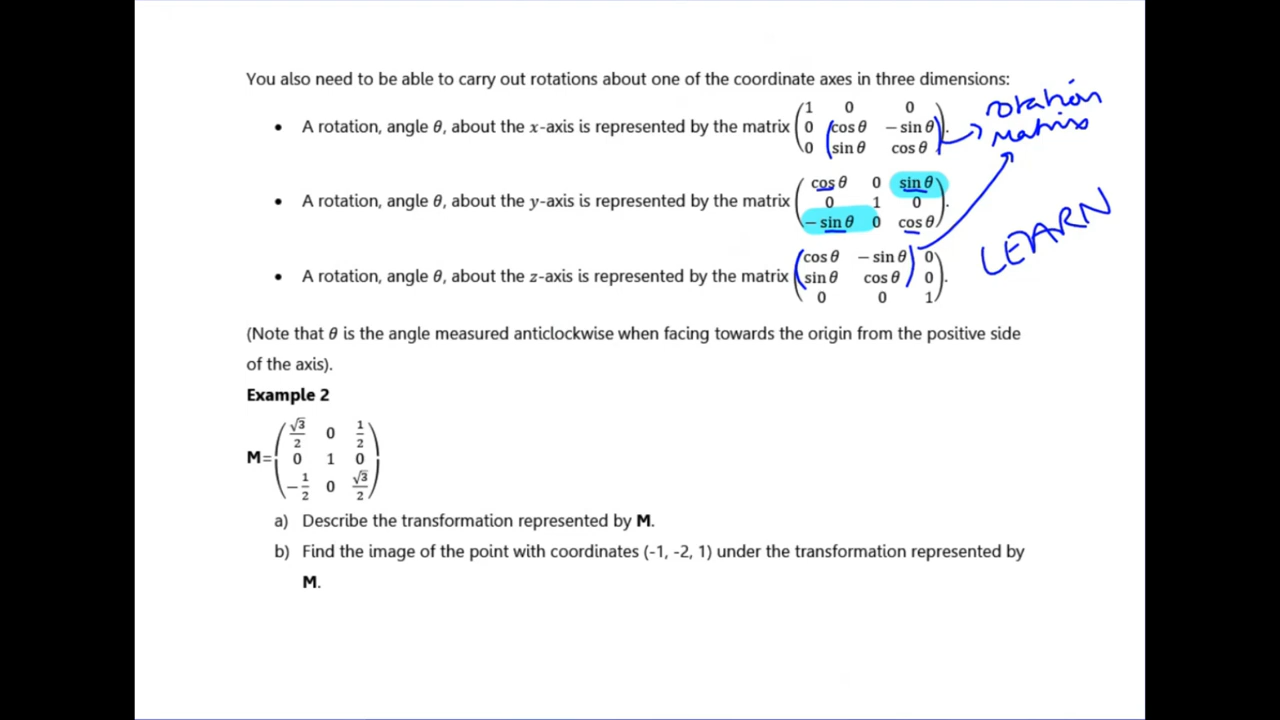 You also need to be able to carry out rotations about one of the coordinate axes in three dimensions:
rotation
matrix
• A rotation, angle θ, about the x-axis is represented by the matrix (1 0 0
0 cos θ − sin θ
0 sin θ cos θ).
• A rotation, angle θ, about the y-axis is represented by the matrix (cos θ 0 sin θ
0 1 0
− sin θ 0 cos θ).
LEARN
• A rotation, angle θ, about the z-axis is represented by the matrix (cos θ − sin θ 0
sin θ cos θ 0
0 0 1).
(Note that θ is the angle measured anticlockwise when facing towards the origin from the positive side
of the axis).
Example 2
M=(√3/2 0 1/2
0 1 0
−1/2 0 √3/2)
a) Describe the transformation represented by M.
b) Find the image of the point with coordinates (-1, -2, 1) under the transformation represented by
M.